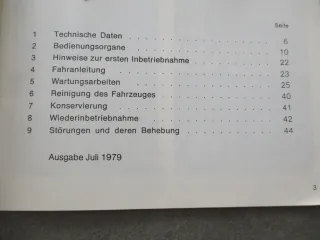 Seite
1 Technische Daten . . . . . . . . . . . . . . 6
2 Bedienungsorgane . . . . . . . . . . . . . . 10
3 Hinweise zur ersten Inbetriebnahme . . . . . . . 22
4 Fahranleitung . . . . . . . . . . . . . . . 23
5 Wartungsarbeiten . . . . . . . . . . . . . . 25
6 Reinigung des Fahrzeuges . . . . . . . . . . . 40
7 Konservierung . . . . . . . . . . . . . . . 41
8 Wiederinbetriebnahme . . . . . . . . . . . . 42
9 Störungen und deren Behebung . . . . . . . . . 44
Ausgabe Juli 1979
3